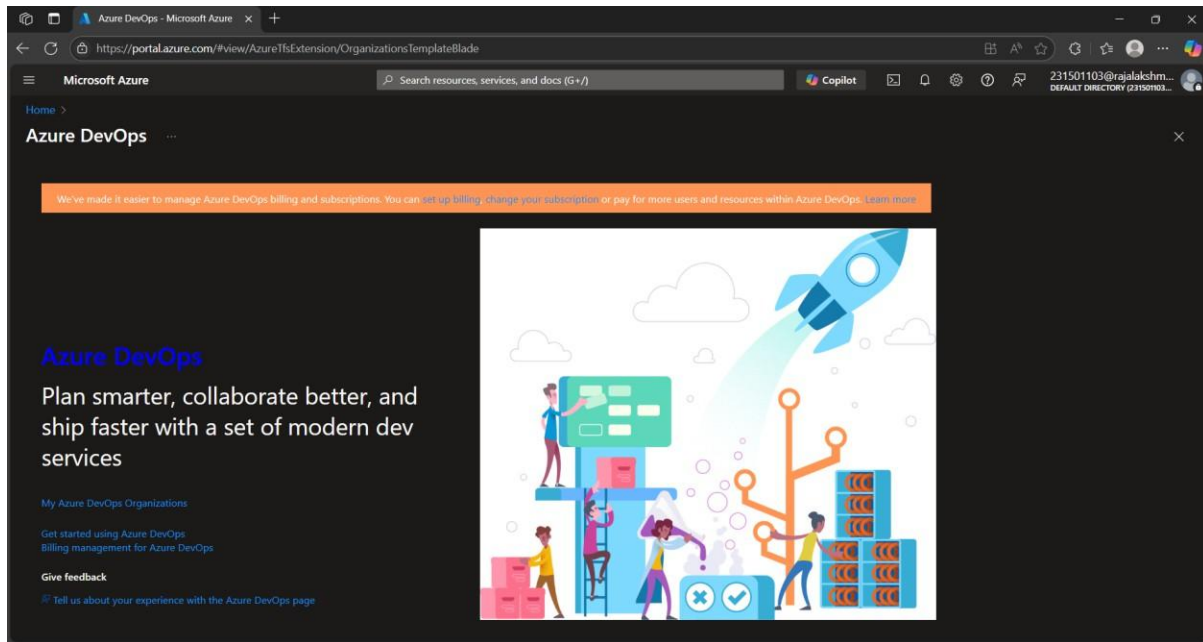 Azure DevOps - Microsoft Azure
https://portal.azure.com/#view/AzureTfsExtension/OrganizationsTemplateBlade
Microsoft Azure
Search resources, services, and docs (G+/)
Copilot
231501103@rajalakshm...
DEFAULT DIRECTORY (231501103...
Home >
Azure DevOps ...
We've made it easier to manage Azure DevOps billing and subscriptions. You can set up billing, change your subscription or pay for more users and resources within Azure DevOps. Learn more
Azure DevOps
Plan smarter, collaborate better, and
ship faster with a set of modern dev
services
My Azure DevOps Organizations
Get started using Azure DevOps
Billing management for Azure DevOps
Give feedback
Tell us about your experience with the Azure DevOps page